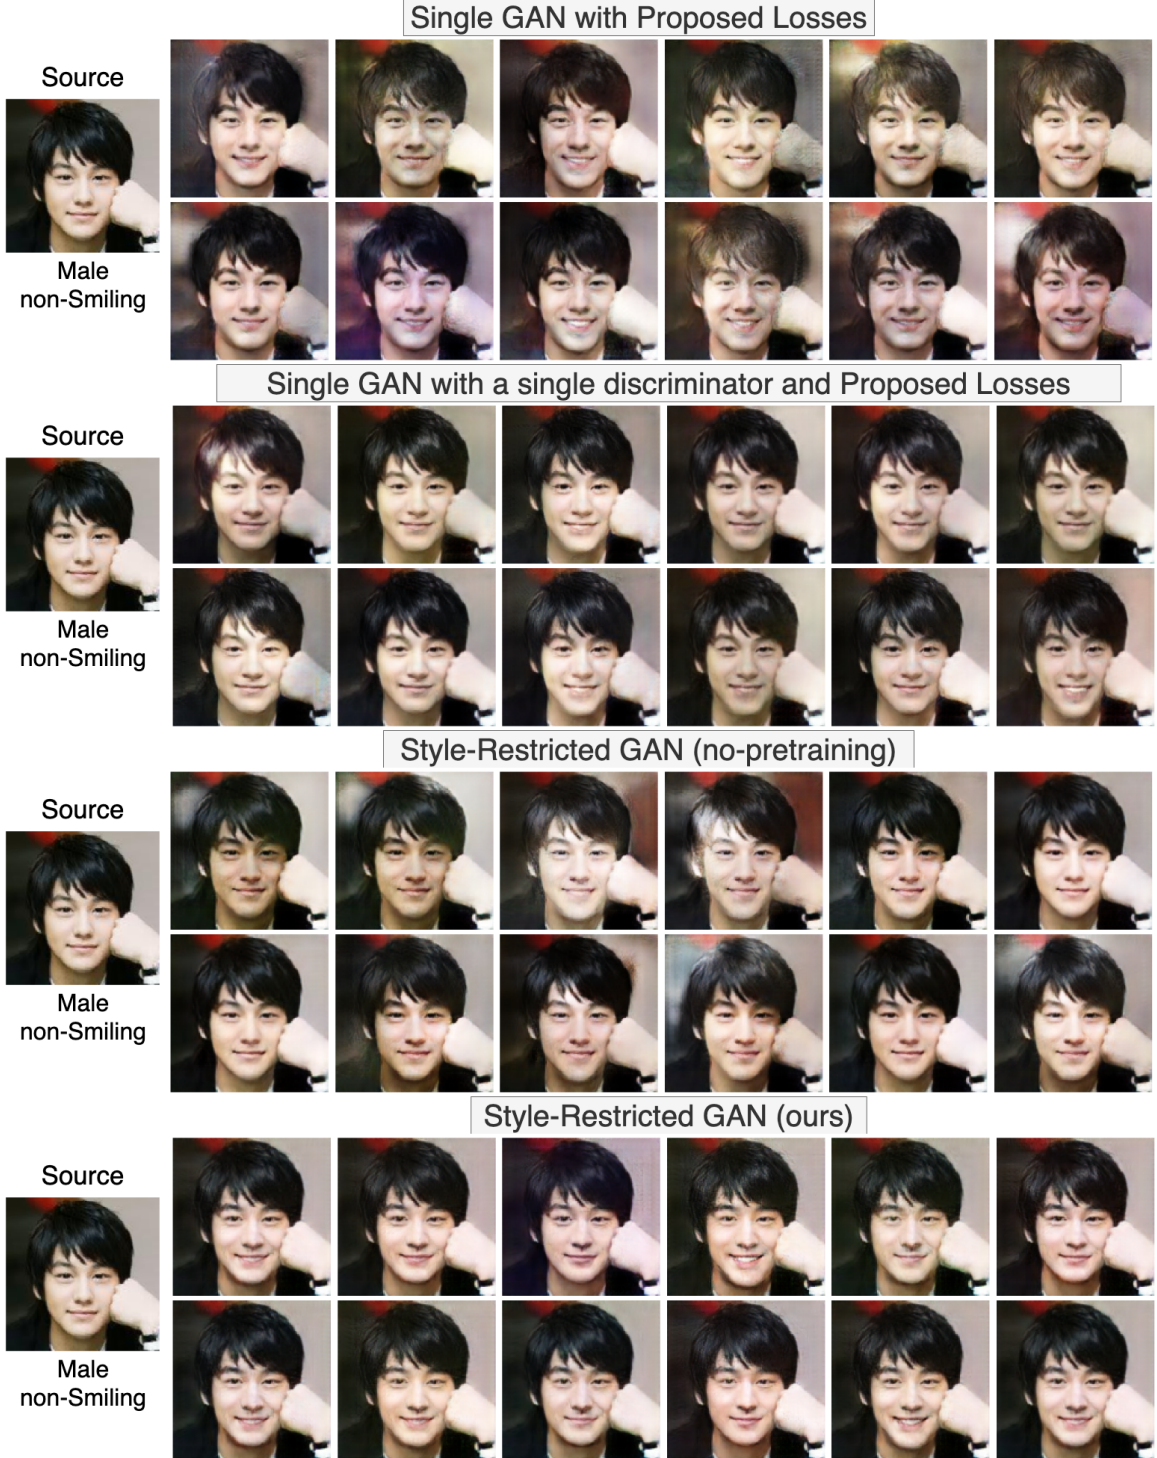 Single GAN with Proposed Losses
Source
Male
non-Smiling
Single GAN with a single discriminator and Proposed Losses
Source
Male
non-Smiling
Style-Restricted GAN (no-pretraining)
Source
Male
non-Smiling
Style-Restricted GAN (ours)
Source
Male
non-Smiling